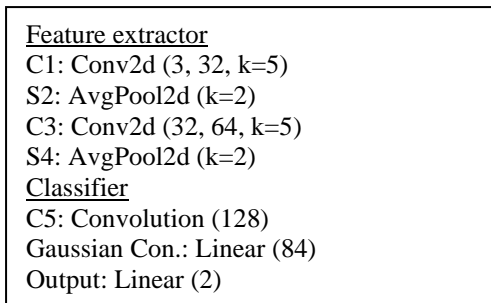 Feature extractor
C1: Conv2d (3, 32, k=5)
S2: AvgPool2d (k=2)
C3: Conv2d (32, 64, k=5)
S4: AvgPool2d (k=2)
Classifier
C5: Convolution (128)
Gaussian Con.: Linear (84)
Output: Linear (2)